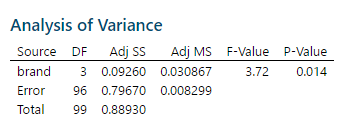 Analysis of Variance
Source DF Adj SS Adj MS F-Value P-Value
brand 3 0.09260 0.030867 3.72 0.014
Error 96 0.79670 0.008299
Total 99 0.88930